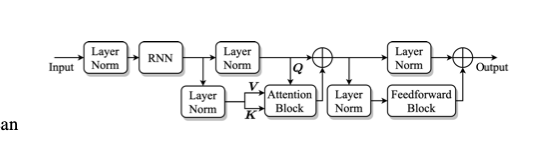 Input
Layer
Norm
RNN
Layer
Norm
Q
Layer
Norm
Output
Layer
Norm
V
K
Attention
Block
Layer
Norm
Feedforward
Block
an